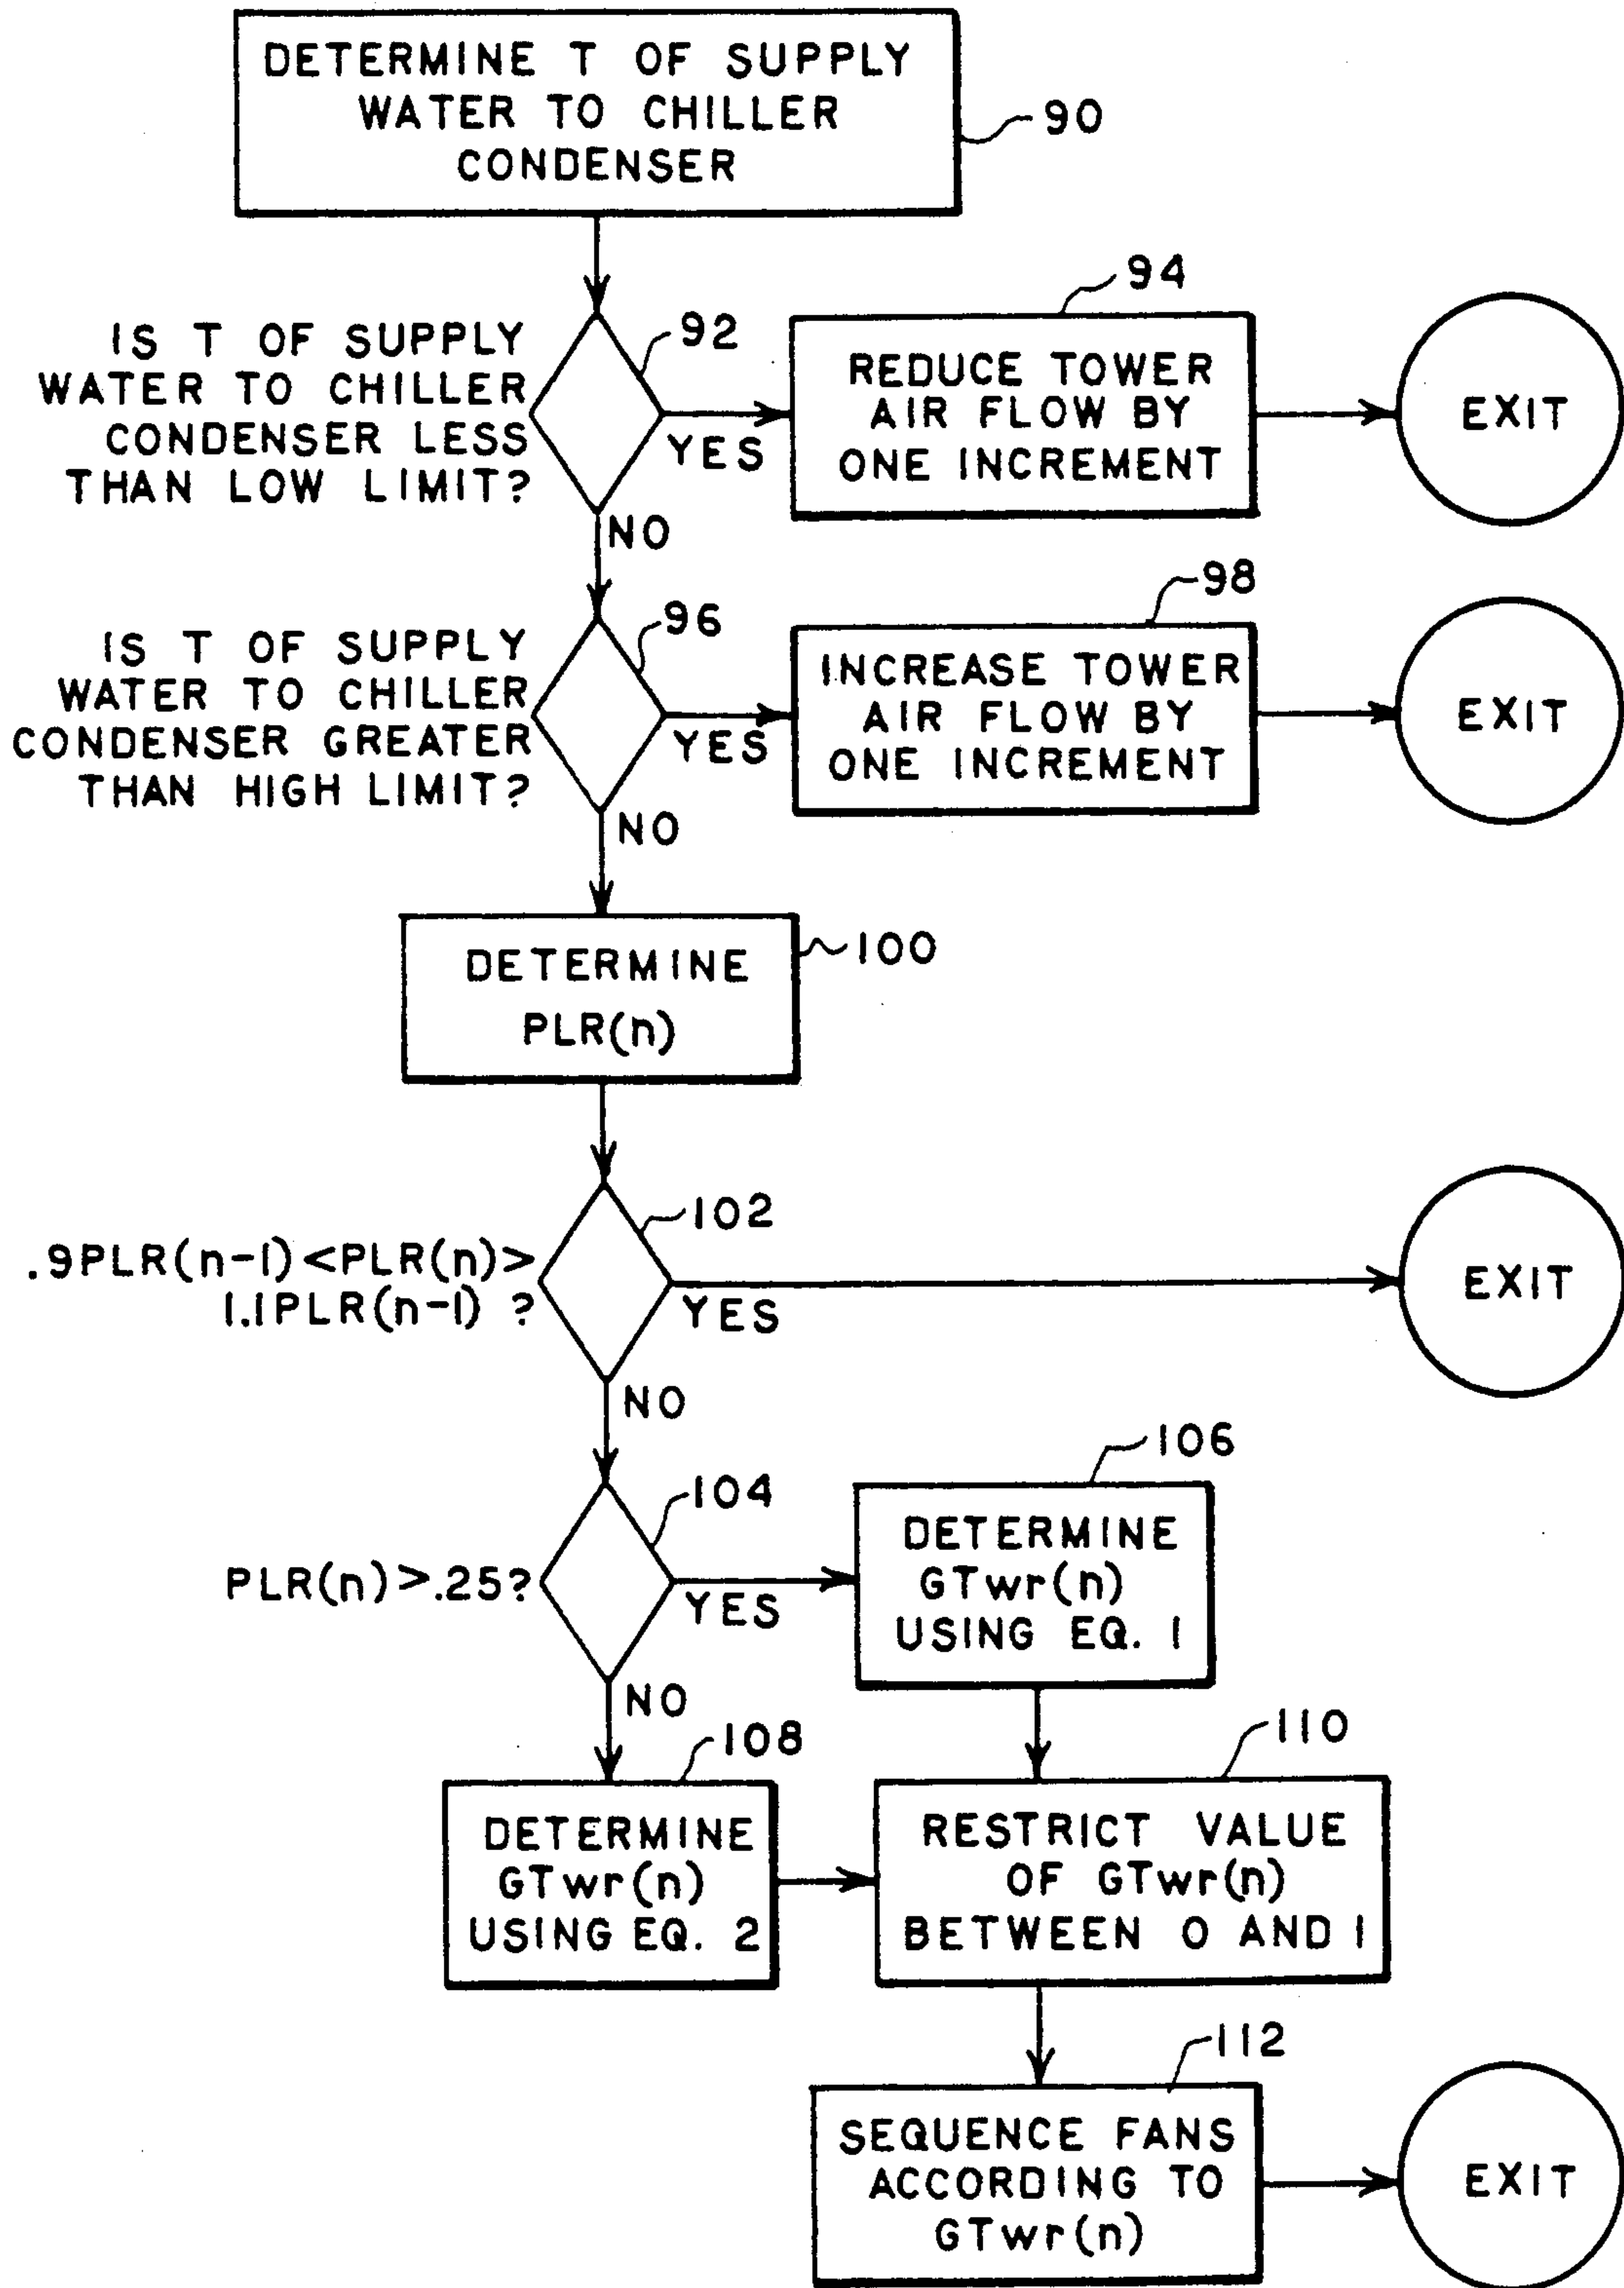 DETERMINE T OF SUPPLY
WATER TO CHILLER
CONDENSER
90
IS T OF SUPPLY
WATER TO CHILLER
CONDENSER LESS
THAN LOW LIMIT?
92
YES
NO
94
REDUCE TOWER
AIR FLOW BY
ONE INCREMENT
EXIT
IS T OF SUPPLY
WATER TO CHILLER
CONDENSER GREATER
THAN HIGH LIMIT?
96
YES
NO
98
INCREASE TOWER
AIR FLOW BY
ONE INCREMENT
EXIT
DETERMINE
PLR(n)
100
.9PLR(n-1)<PLR(n)>
1.1PLR(n-1) ?
102
YES
NO
EXIT
PLR(n)>.25?
104
YES
NO
106
DETERMINE
GTwr(n)
USING EQ. 1
108
DETERMINE
GTwr(n)
USING EQ. 2
110
RESTRICT VALUE
OF GTwr(n)
BETWEEN 0 AND 1
112
SEQUENCE FANS
ACCORDING TO
GTwr(n)
EXIT